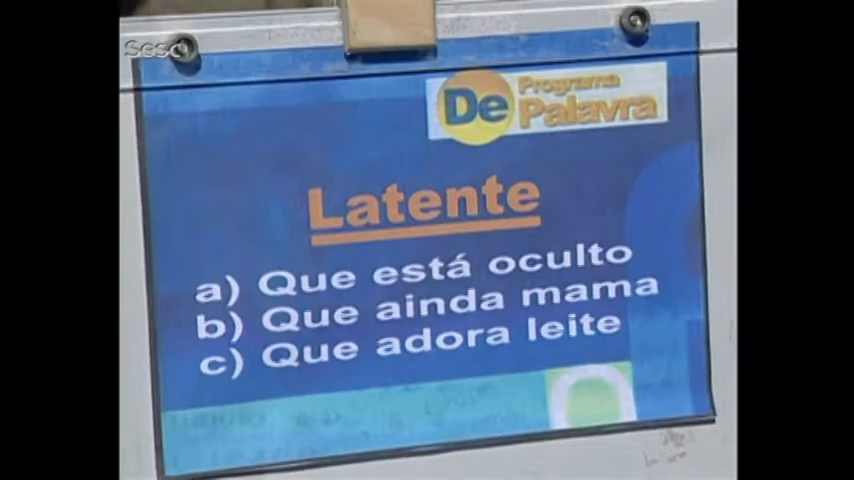 Sesc
Programa
De Palavra
Latente
a) Que está oculto
b) Que ainda mama
c) Que adora leite